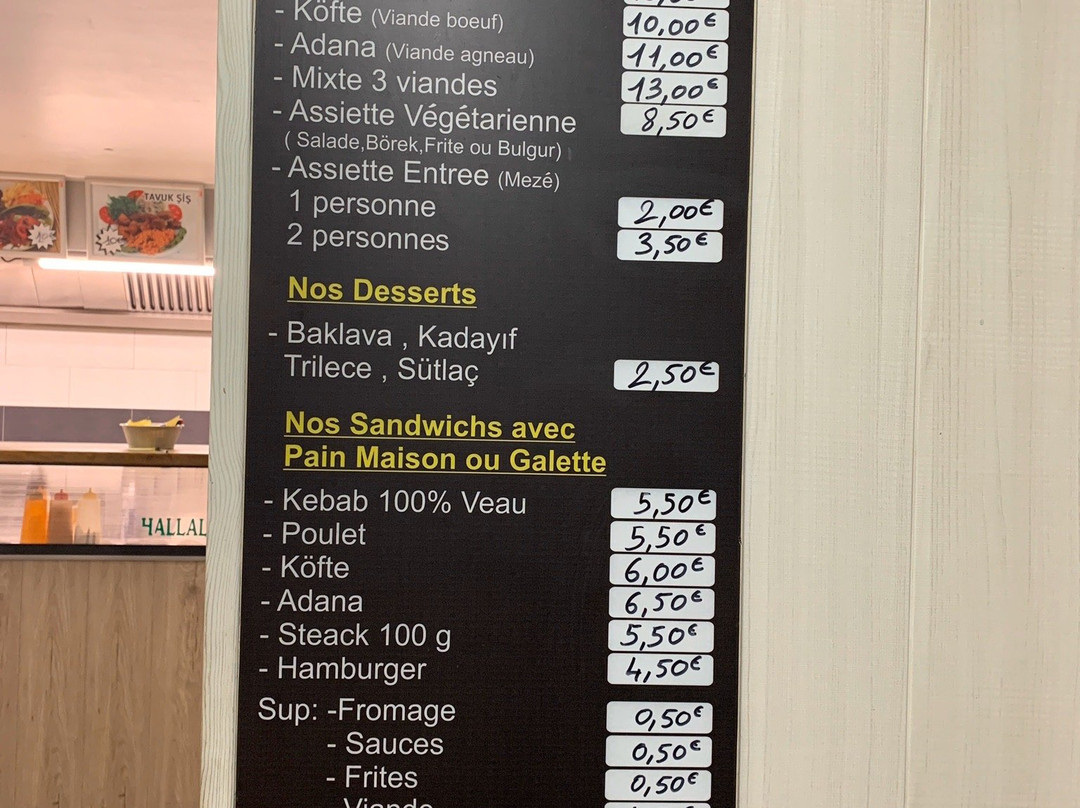 - Köfte (Viande boeuf) 10,00€
- Adana (Viande agneau) 11,00€
- Mixte 3 viandes 13,00€
- Assiette Végétarienne 8,50€
( Salade,Börek,Frite ou Bulgur)
- Assıette Entree (Mezé)
1 personne 2,00€
2 personnes 3,50€
TAVUK ŞİŞ
Nos Desserts
- Baklava , Kadayıf
Trilece , Sütlaç 2,50€
Nos Sandwichs avec
Pain Maison ou Galette
- Kebab 100% Veau 5,50€
- Poulet 5,50€
- Köfte 6,00€
- Adana 6,50€
- Steack 100 g 5,50€
- Hamburger 4,50€
HALLAL
Sup: -Fromage 0,50€
- Sauces 0,50€
- Frites 0,50€
Viande